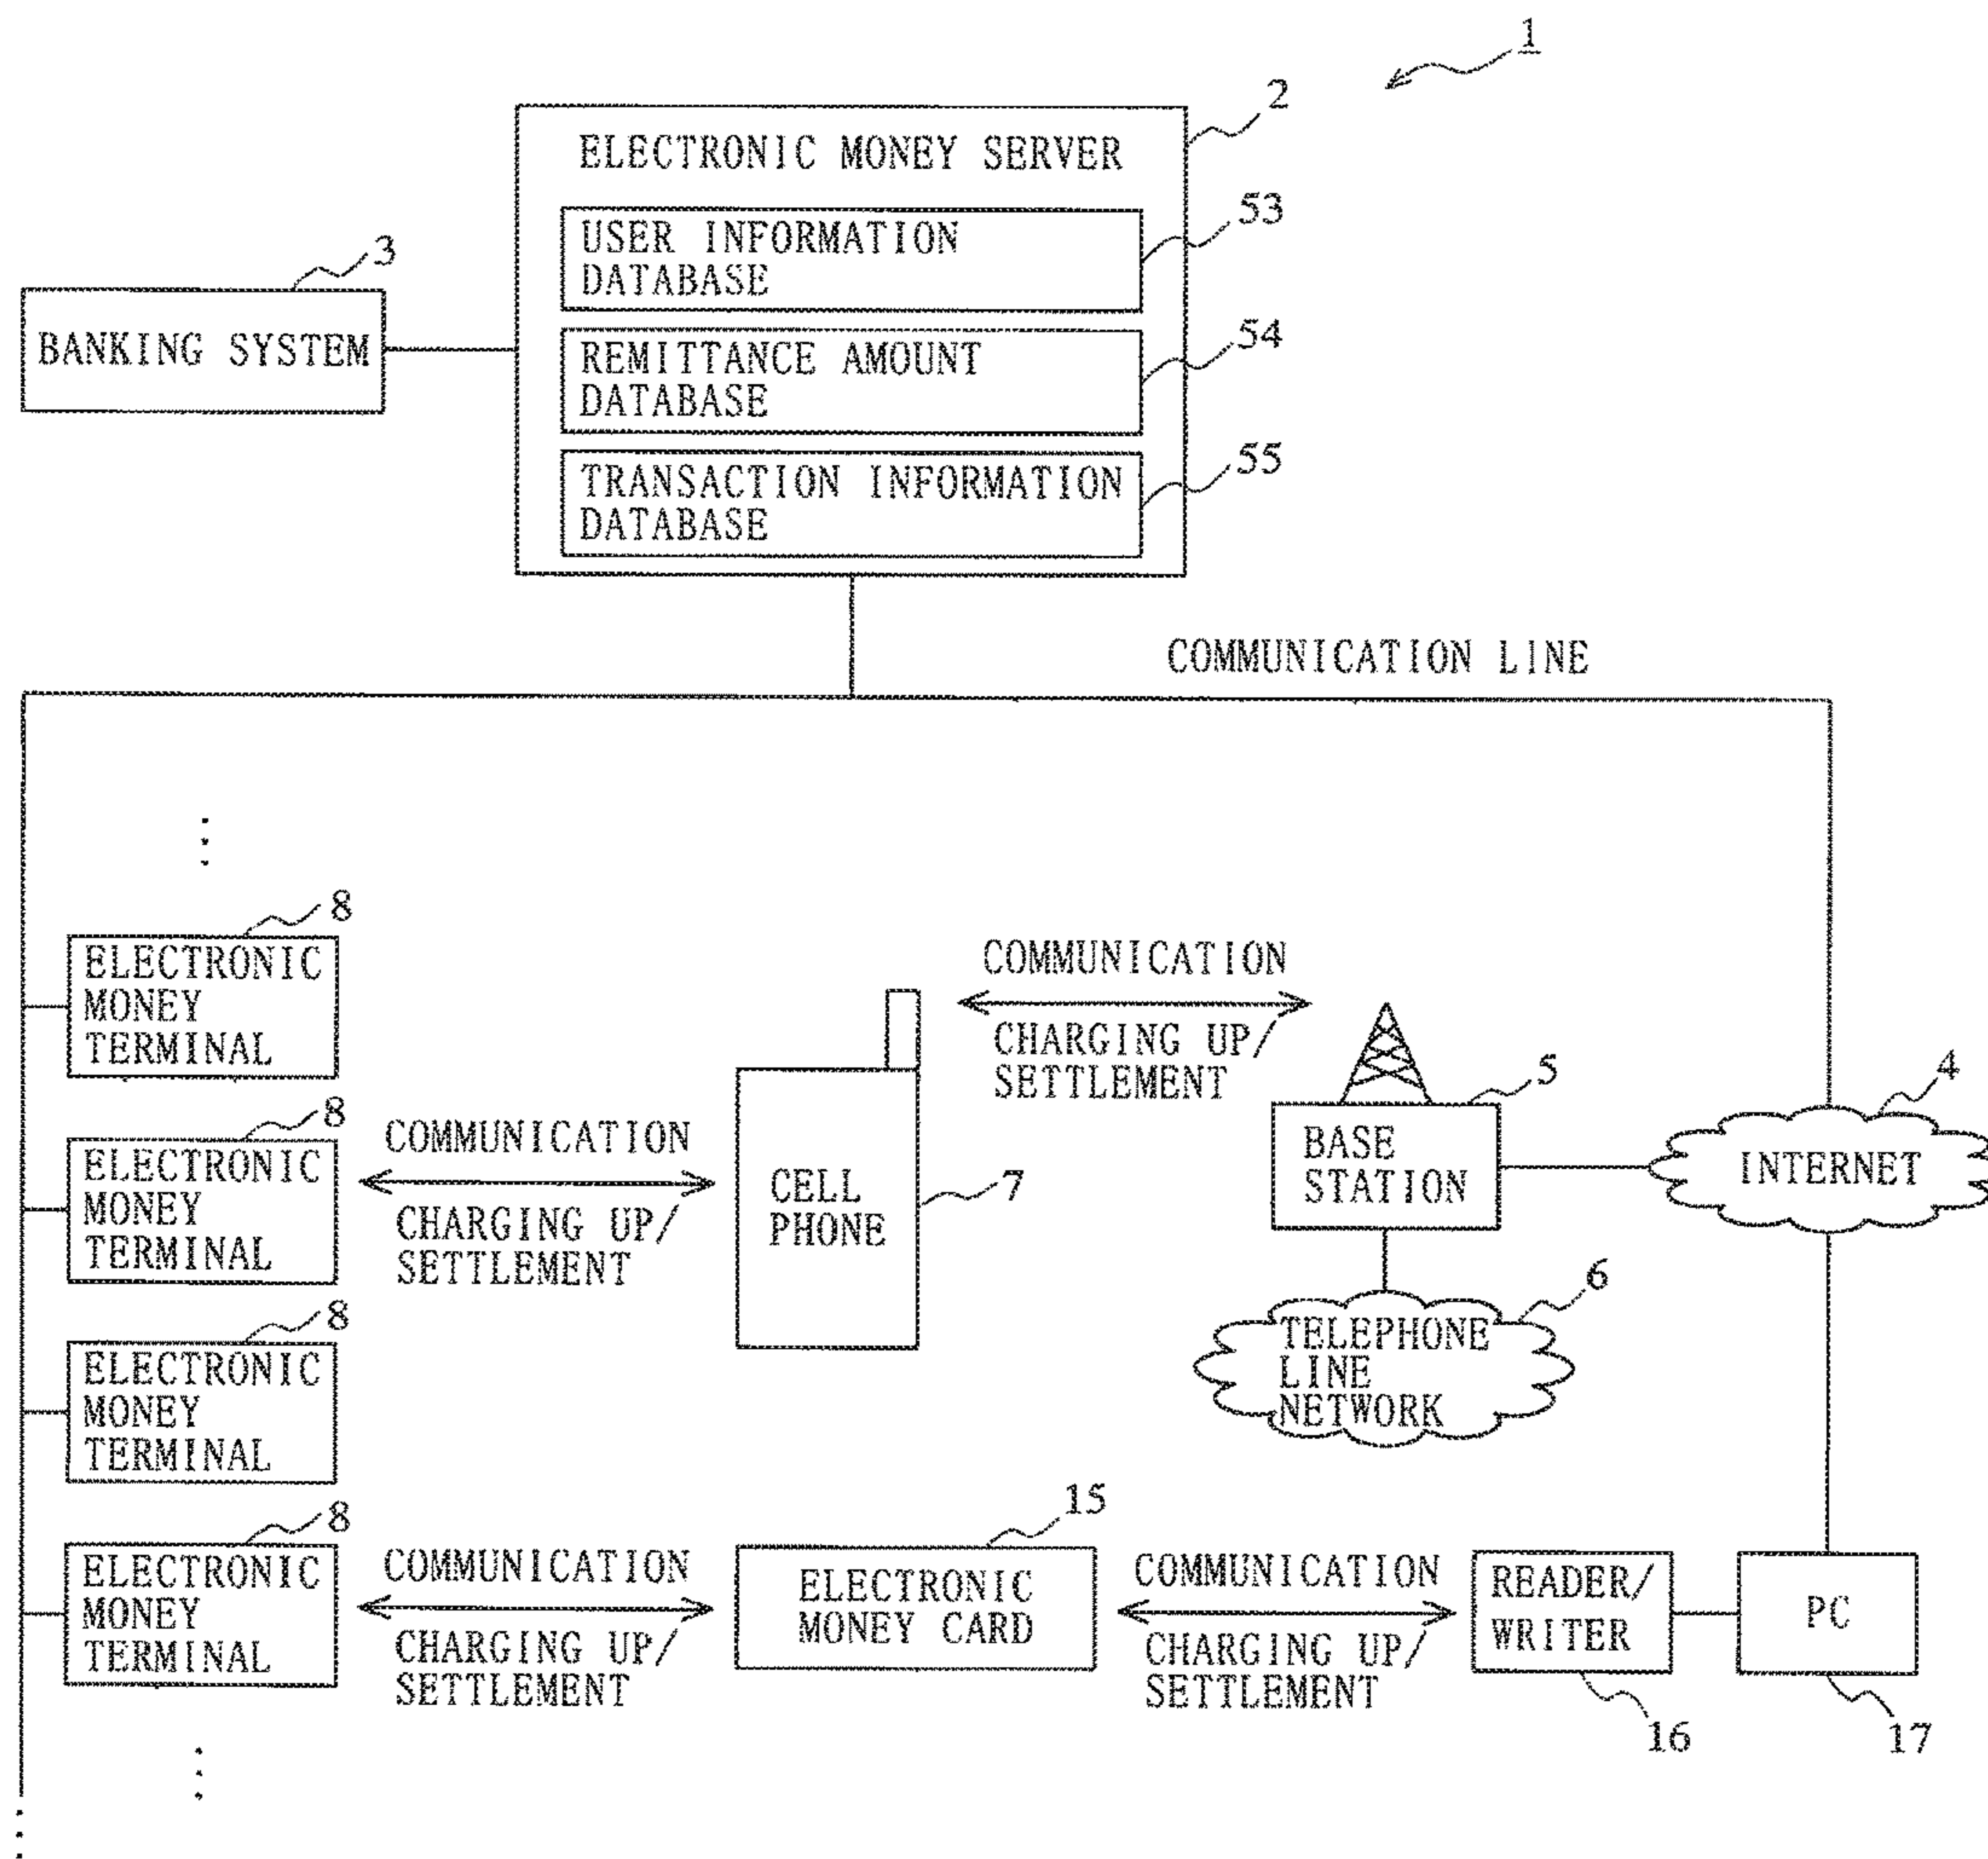 1
2
ELECTRONIC MONEY SERVER
53
USER INFORMATION
DATABASE
3
BANKING SYSTEM
54
REMITTANCE AMOUNT
DATABASE
55
TRANSACTION INFORMATION
DATABASE
COMMUNICATION LINE
8
ELECTRONIC
MONEY
TERMINAL
COMMUNICATION
CHARGING UP/
SETTLEMENT
8
ELECTRONIC
MONEY
TERMINAL
COMMUNICATION
CHARGING UP/
SETTLEMENT
CELL
PHONE
7
5
BASE
STATION
4
INTERNET
6
TELEPHONE
LINE
NETWORK
8
ELECTRONIC
MONEY
TERMINAL
8
ELECTRONIC
MONEY
TERMINAL
COMMUNICATION
CHARGING UP/
SETTLEMENT
15
ELECTRONIC
MONEY CARD
COMMUNICATION
CHARGING UP/
SETTLEMENT
READER/
WRITER
16
PC
17